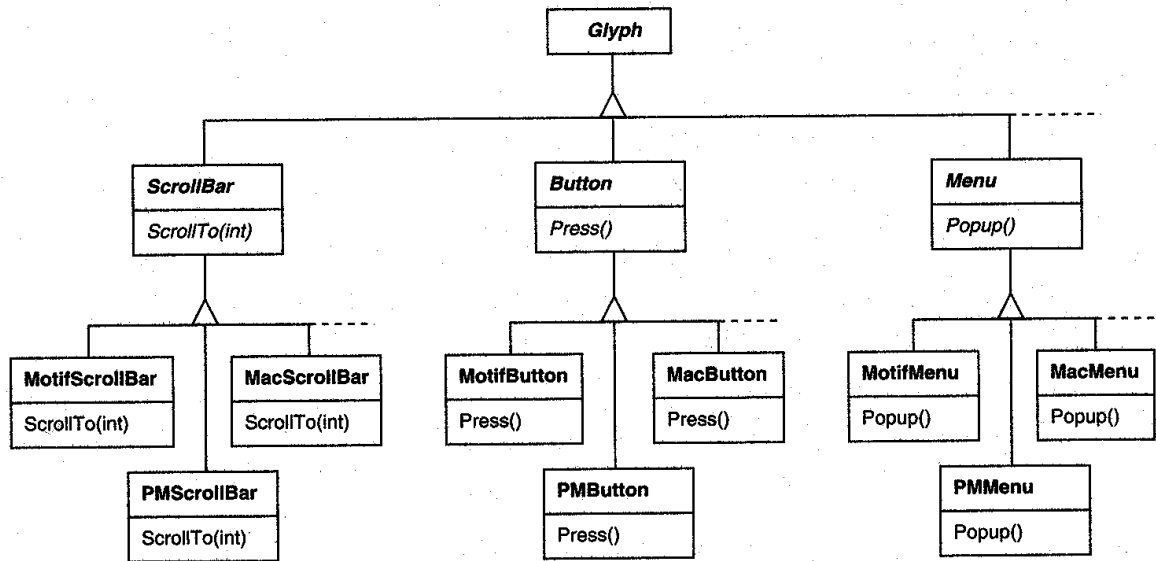 Glyph
ScrollBar
ScrollTo(int)
Button
Press()
Menu
Popup()
MotifScrollBar
ScrollTo(int)
MacScrollBar
ScrollTo(int)
PMScrollBar
ScrollTo(int)
MotifButton
Press()
MacButton
Press()
PMButton
Press()
MotifMenu
Popup()
MacMenu
Popup()
PMMenu
Popup()